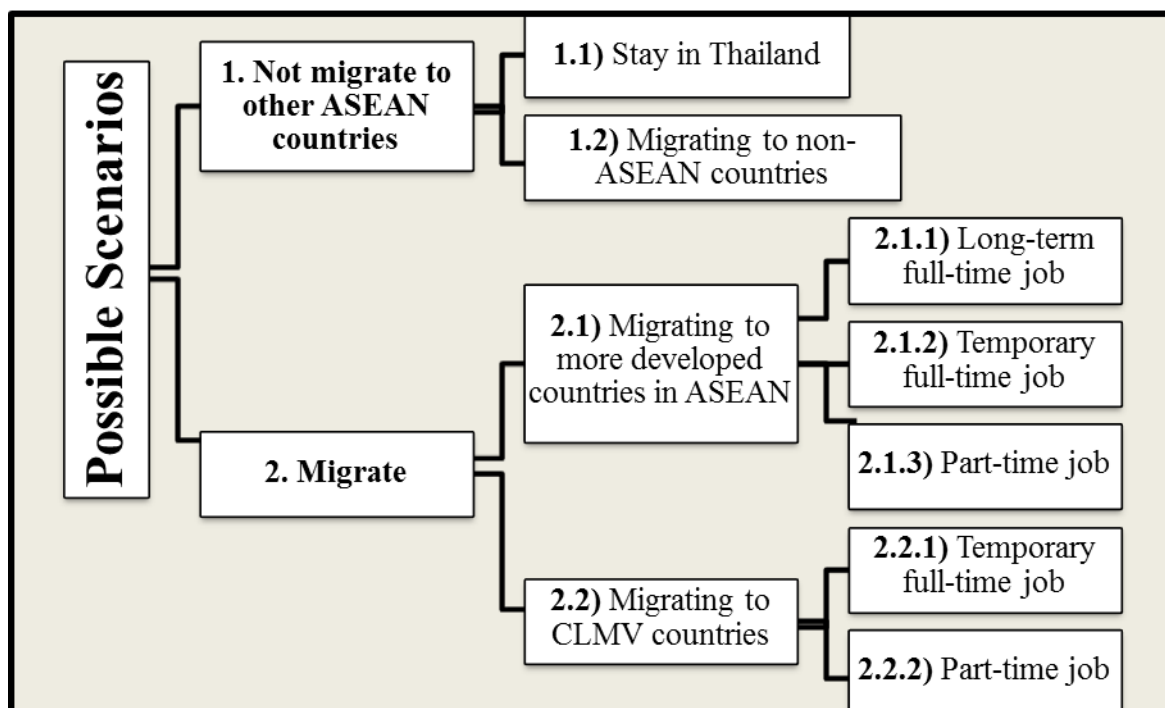 Possible Scenarios
1. Not migrate to
other ASEAN
countries
1.1) Stay in Thailand
1.2) Migrating to non-
ASEAN countries
2. Migrate
2.1) Migrating to
more developed
countries in ASEAN
2.1.1) Long-term
full-time job
2.1.2) Temporary
full-time job
2.1.3) Part-time job
2.2) Migrating to
CLMV countries
2.2.1) Temporary
full-time job
2.2.2) Part-time job